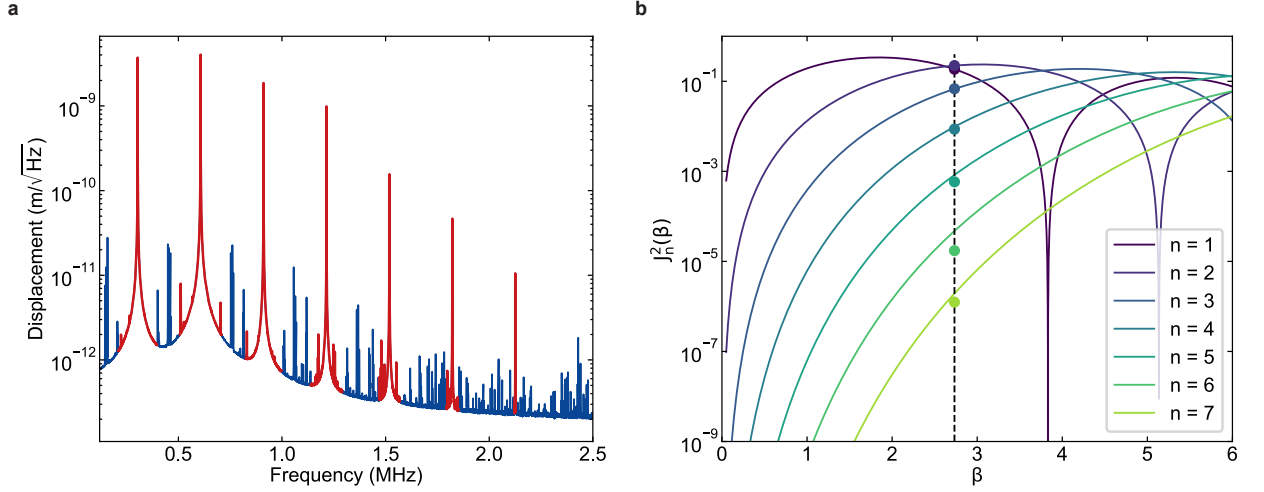 a
Displacement (m/√Hz)
10⁻⁹
10⁻¹⁰
10⁻¹¹
10⁻¹²
0.5
1.0
1.5
2.0
2.5
Frequency (MHz)
b
J²ₙ(β)
10⁻¹
10⁻³
10⁻⁵
10⁻⁷
10⁻⁹
0
1
2
3
4
5
6
β
n = 1
n = 2
n = 3
n = 4
n = 5
n = 6
n = 7